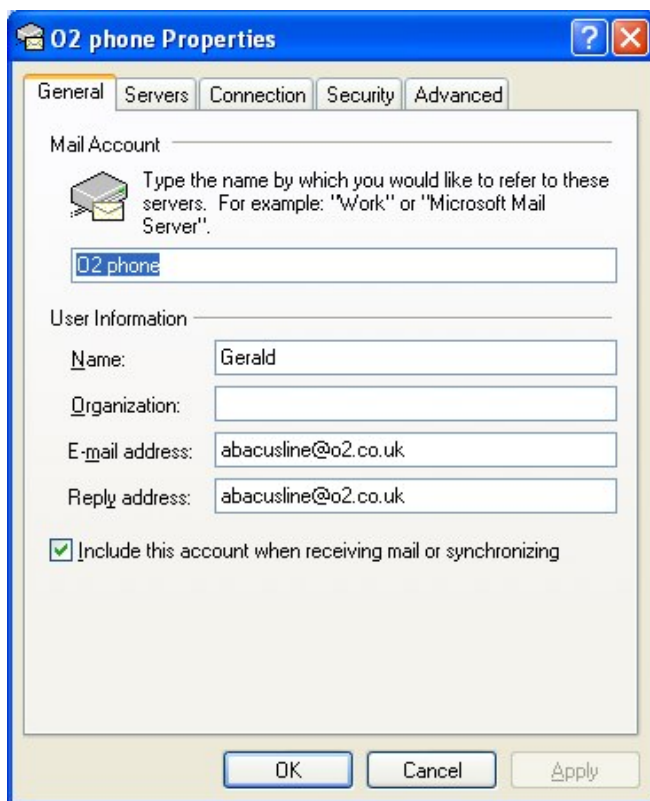 O2 phone Properties
General Servers Connection Security Advanced
Mail Account
Type the name by which you would like to refer to these
servers. For example: "Work" or "Microsoft Mail
Server".
O2 phone
User Information
Name: Gerald
Organization:
E-mail address: abacusline@o2.co.uk
Reply address: abacusline@o2.co.uk
Include this account when receiving mail or synchronizing
OK Cancel Apply